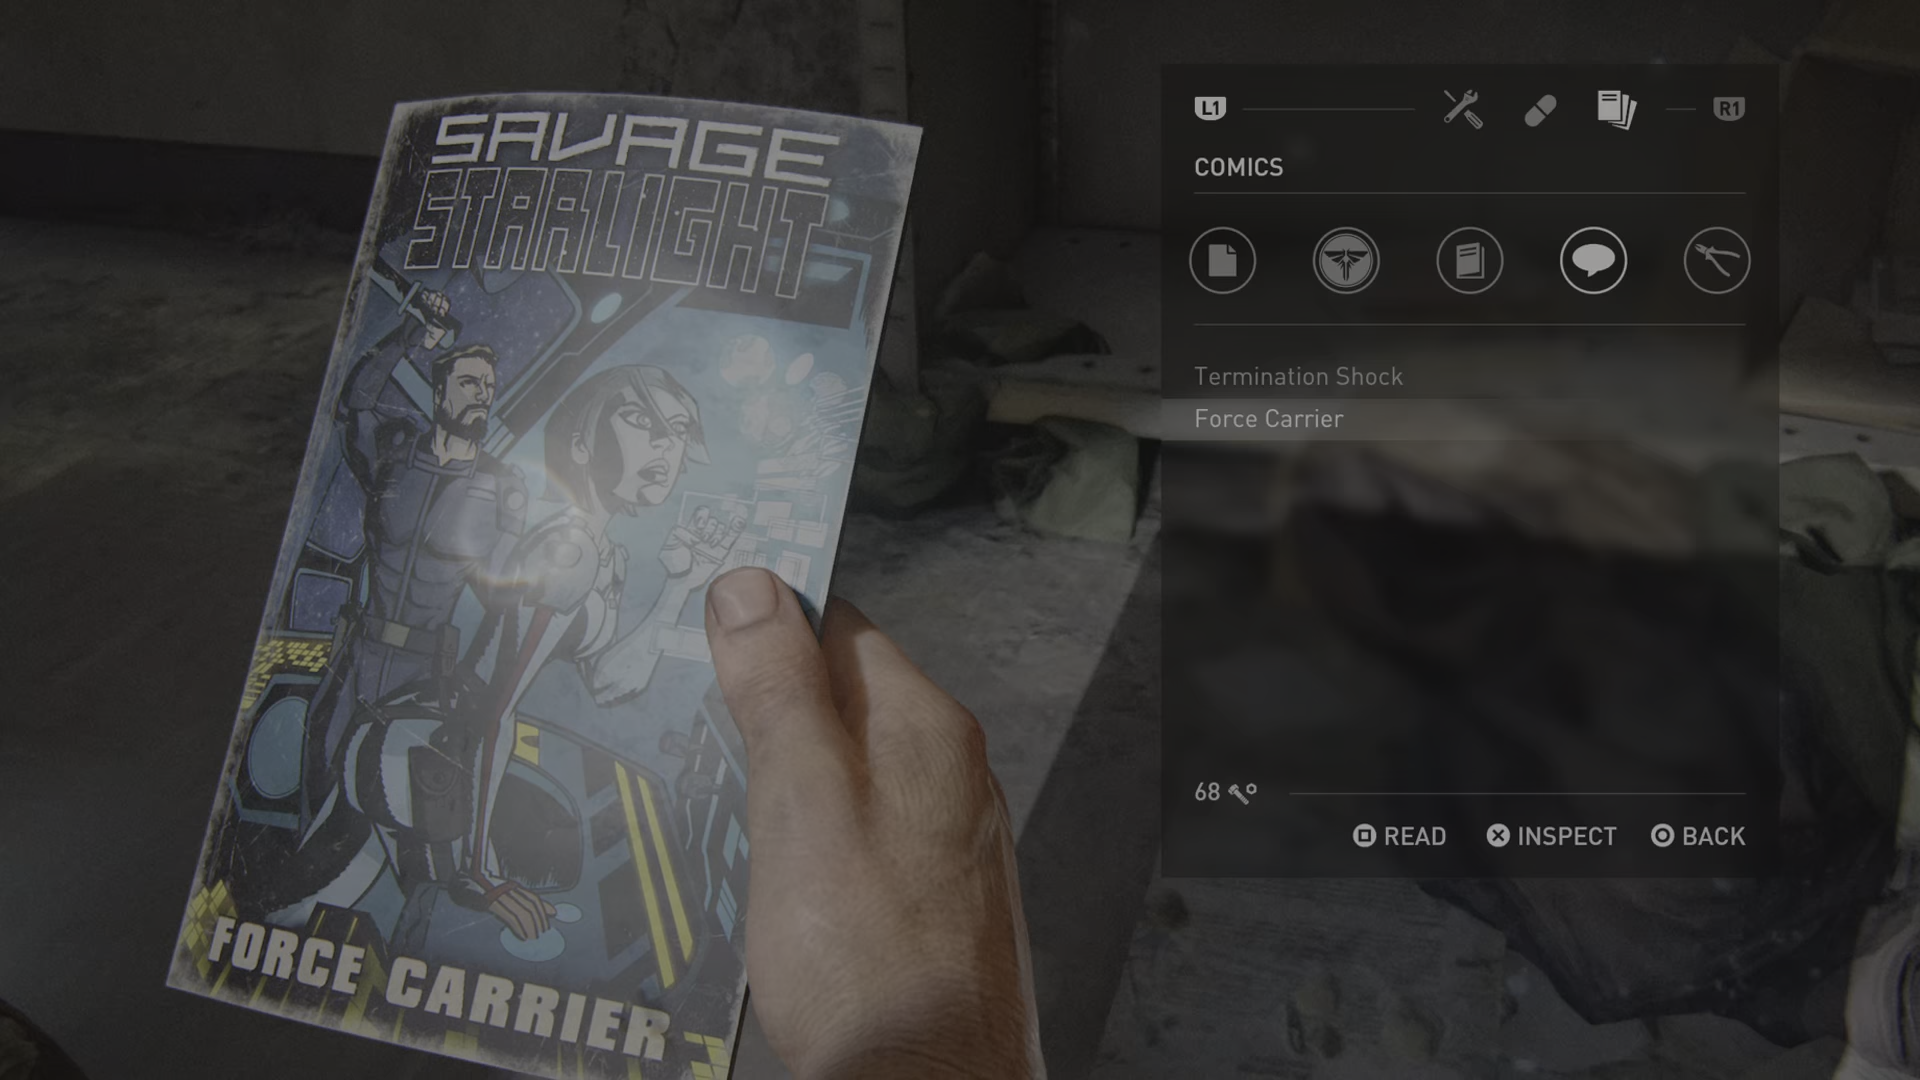 SAVAGE
STARLIGHT
FORCE CARRIER
L1
R1
COMICS
Termination Shock
Force Carrier
68
READ
INSPECT
BACK